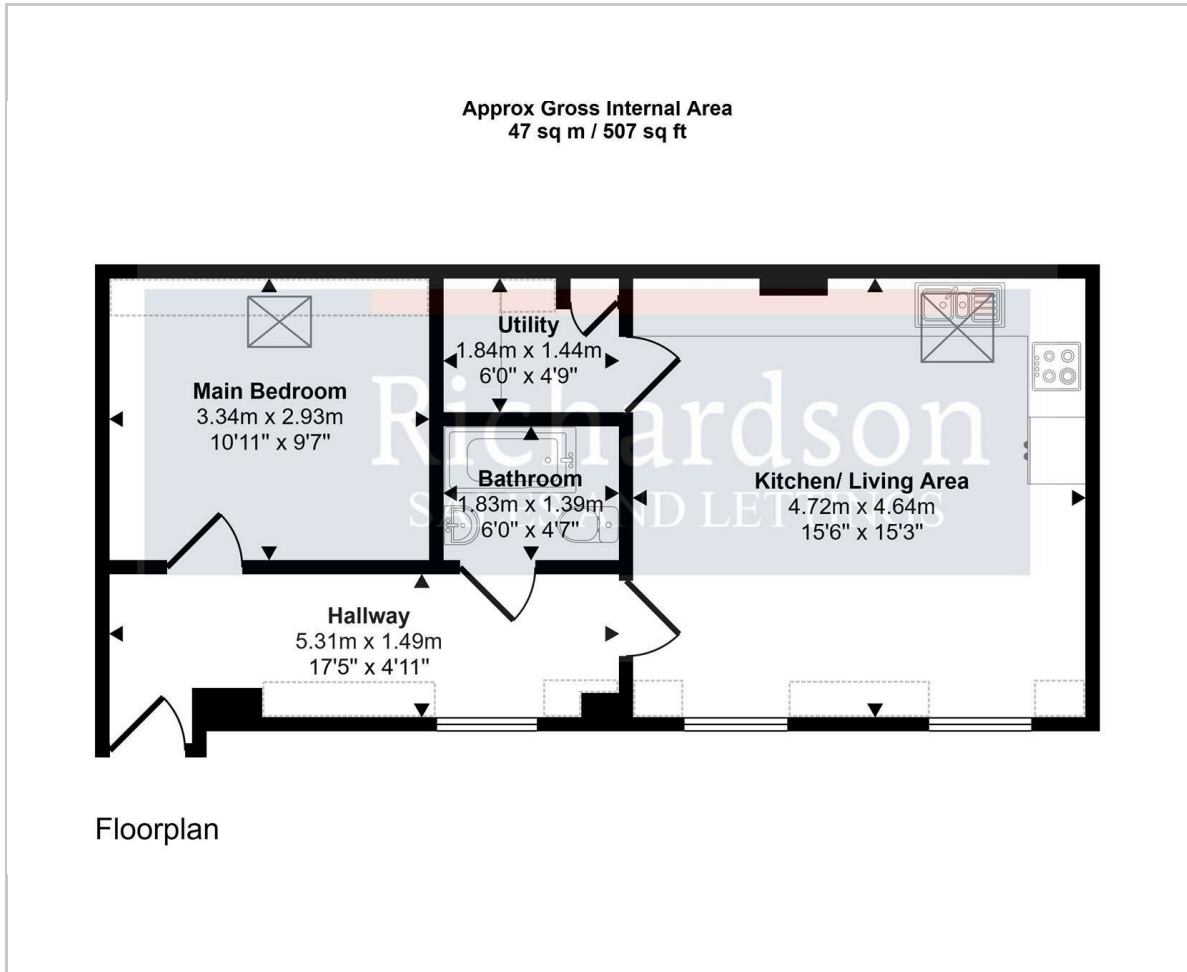 Approx Gross Internal Area
47 sq m / 507 sq ft
Utility
1.84m x 1.44m
6'0" x 4'9"
Main Bedroom
3.34m x 2.93m
10'11" x 9'7"
Richardson
SALES AND LETTINGS
Bathroom
1.83m x 1.39m
6'0" x 4'7"
Kitchen/ Living Area
4.72m x 4.64m
15'6" x 15'3"
Hallway
5.31m x 1.49m
17'5" x 4'11"
Floorplan